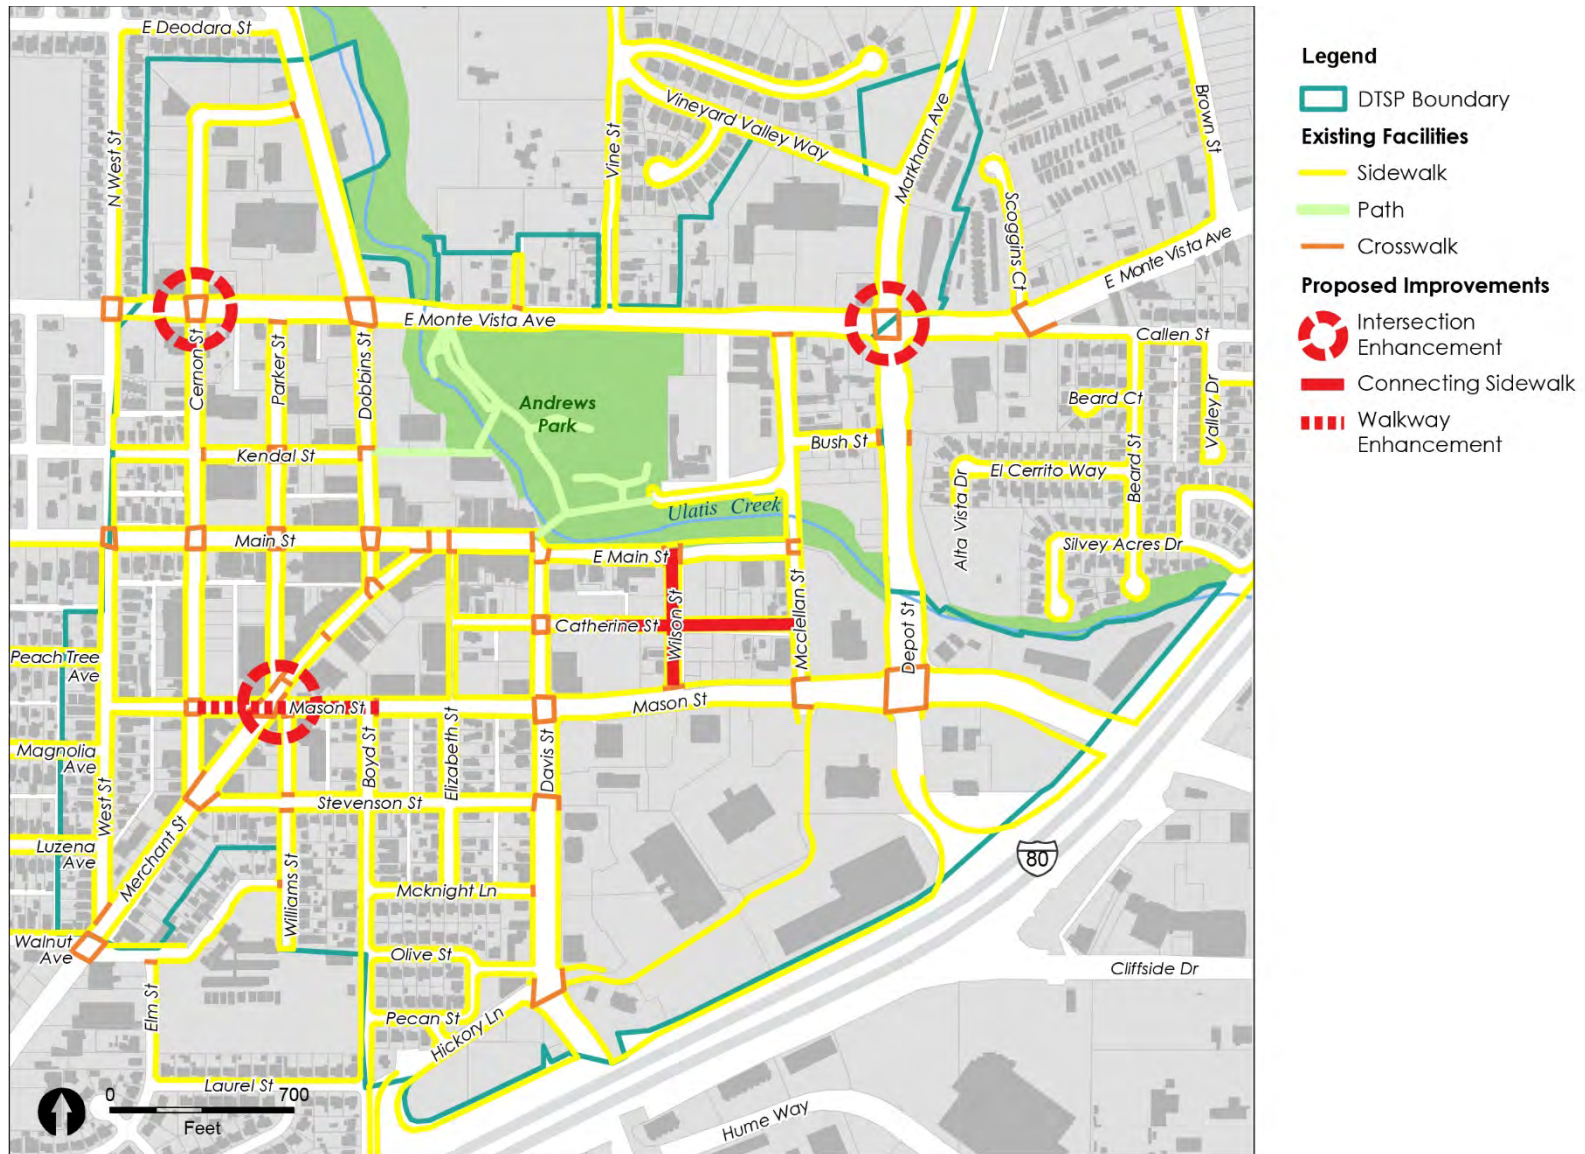 E Deodara St
N West St
Vine St
Vineyard Valley Way
Markham Ave
Brown St
Scoggins Ct
E Monte Vista Ave
E Monte Vista Ave
Callen St
Cernon St
Parker St
Dobbins St
Andrews
Park
Beard Ct
Valley Dr
Kendal St
Bush St
El Cerrito Way
Beard St
Alta Vista Dr
Ulatis Creek
Main St
E Main St
Silvey Acres Dr
Catherine St
Wilson St
Mcclellan St
Depot St
Peach Tree
Ave
Mason St
Mason St
Magnolia
Ave
West St
Boyd St
Elizabeth St
Davis St
Stevenson St
Luzena
Ave
Merchant St
80
Williams St
Mcknight Ln
Walnut
Ave
Olive St
Cliffside Dr
Elm St
Pecan St
Hickory Ln
Laurel St
0 700
Feet
Hume Way
Legend
DTSP Boundary
Existing Facilities
Sidewalk
Path
Crosswalk
Proposed Improvements
Intersection
Enhancement
Connecting Sidewalk
Walkway
Enhancement